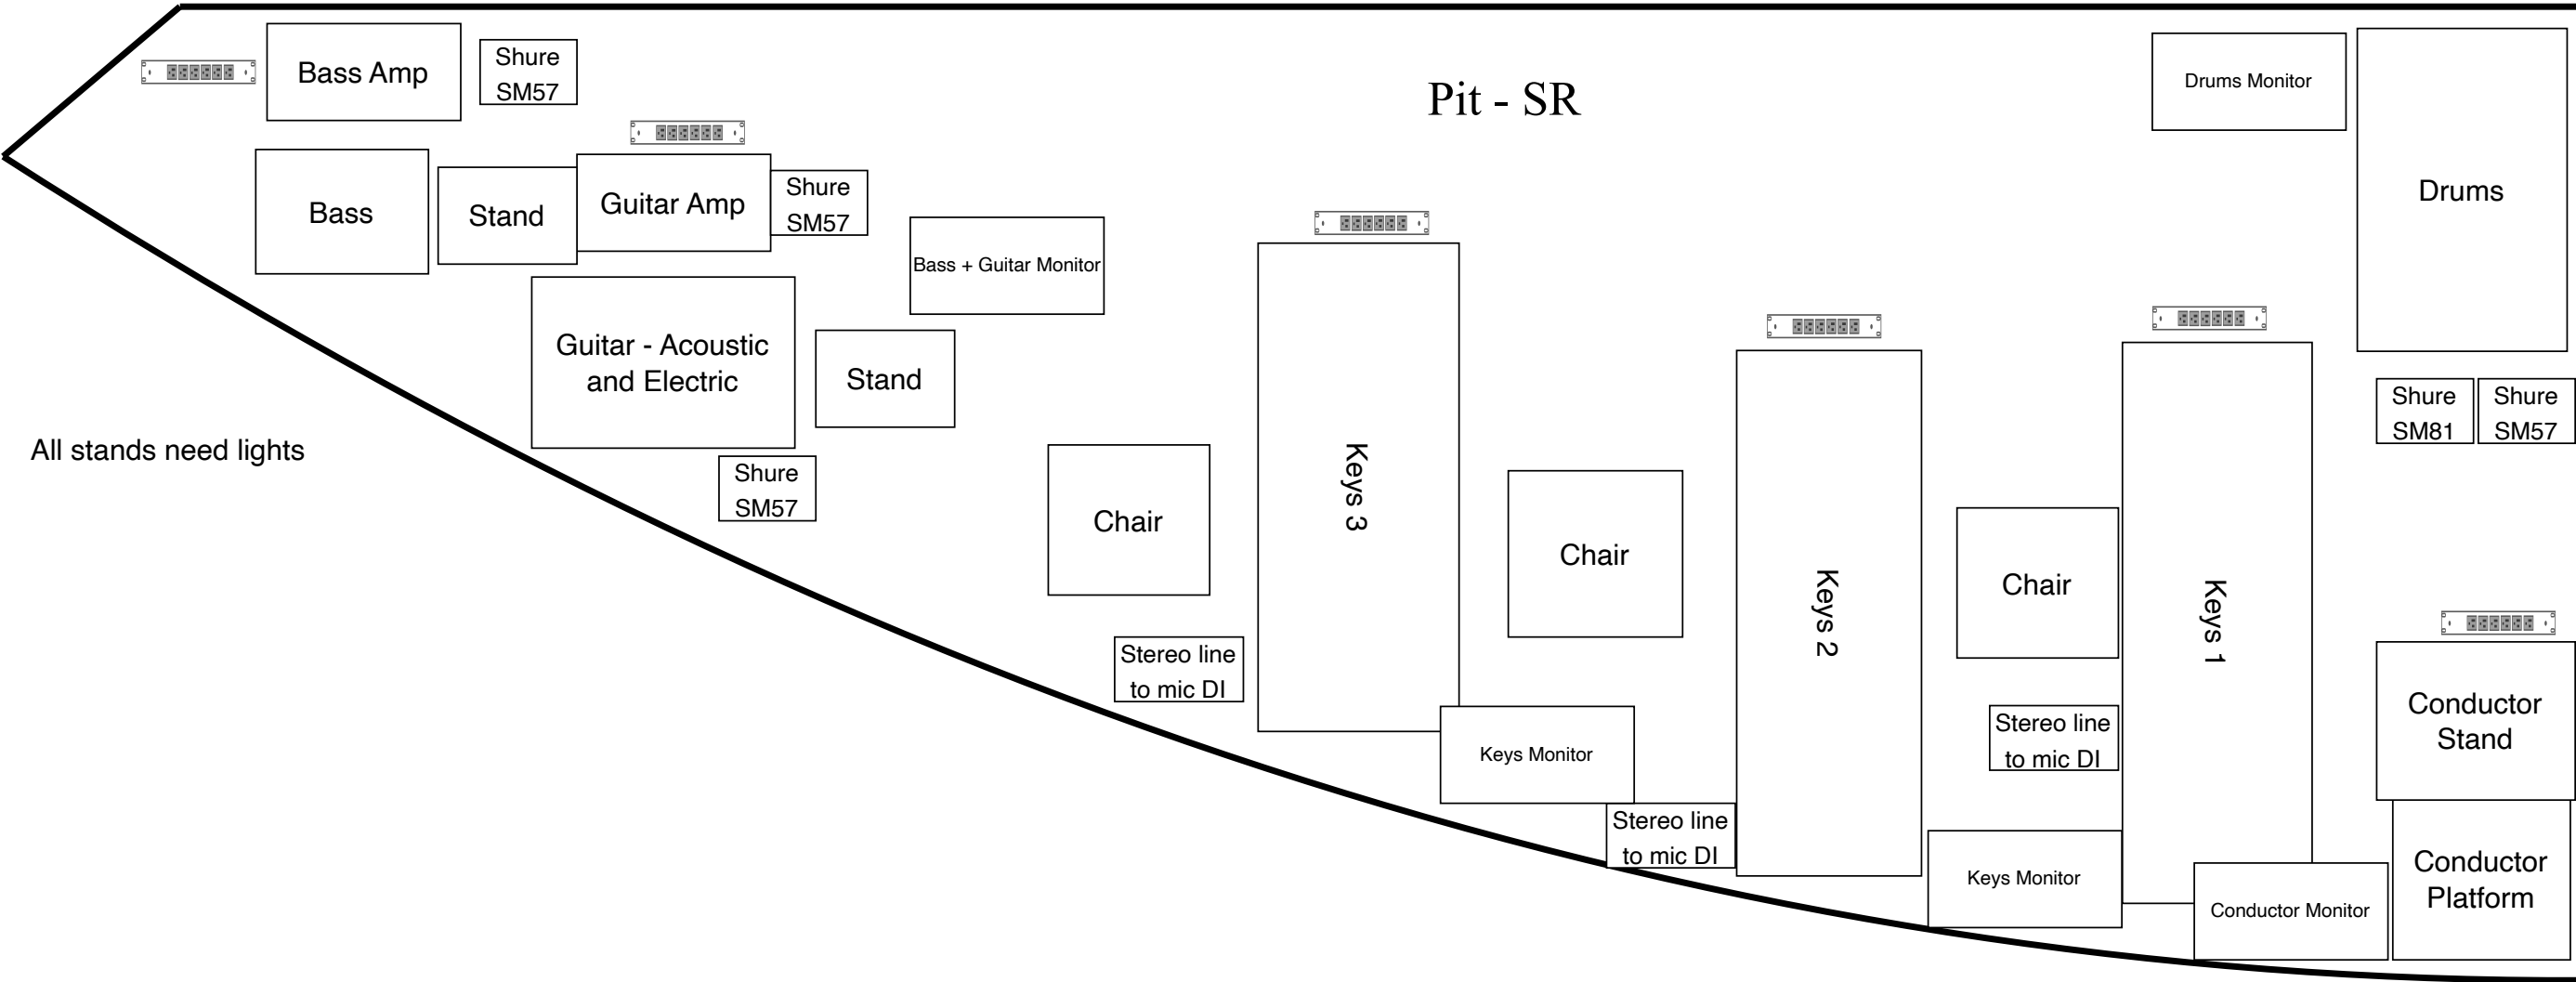 Pit - SR
Bass Amp
Shure
SM57
Drums Monitor
Drums
Bass
Stand
Guitar Amp
Shure
SM57
Bass + Guitar Monitor
Guitar - Acoustic
and Electric
Stand
All stands need lights
Shure
SM57
Chair
Keys 3
Chair
Keys 2
Chair
Keys 1
Shure
SM81
Shure
SM57
Stereo line
to mic DI
Keys Monitor
Stereo line
to mic DI
Stereo line
to mic DI
Keys Monitor
Conductor
Stand
Conductor Monitor
Conductor
Platform